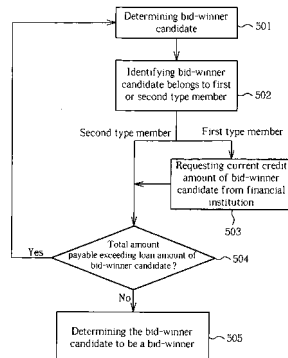 Determining bid-winner
candidate
501
Identifying bid-winner
candidate belongs to first
or second type member
502
Second type member
First type member
Requesting current credit
amount of bid-winner
candidate from financial
institution
503
Total amount
payable exceeding loan amount of
bid-winner candidate?
504
Yes
No
Determining the bid-winner
candidate to be a bid-winner
505